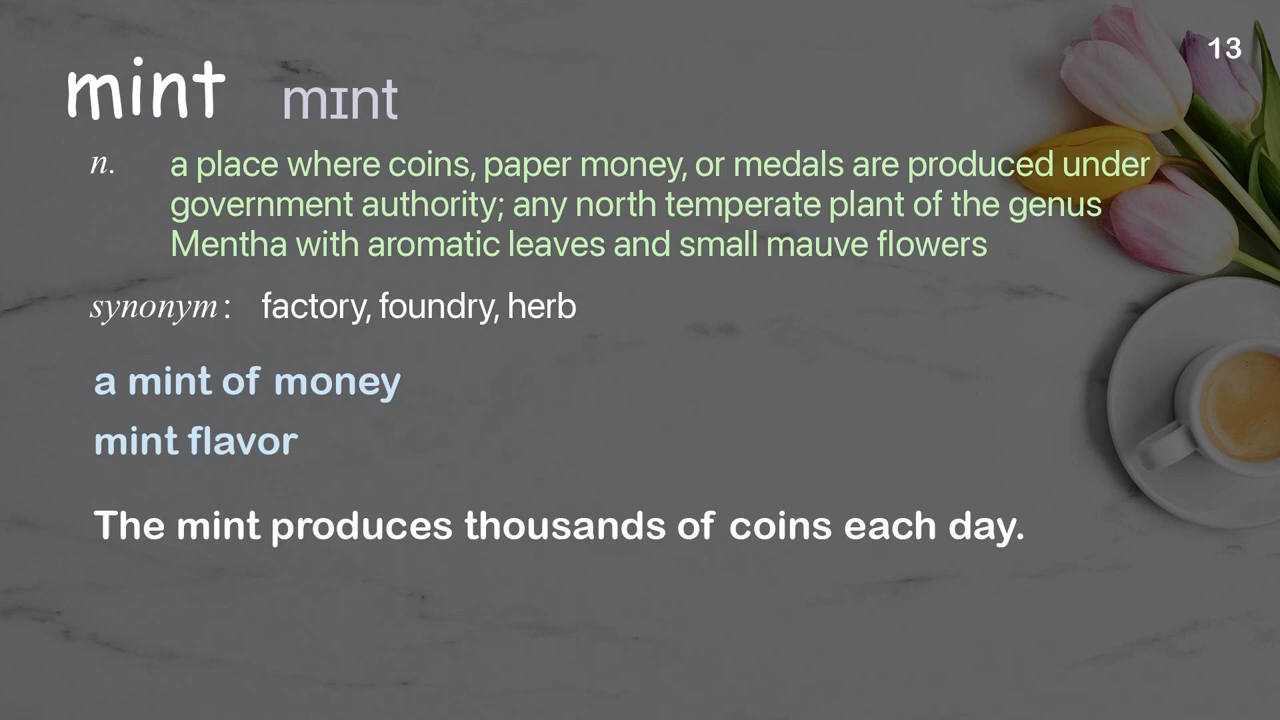 13
mint mɪnt
n. a place where coins, paper money, or medals are produced under
government authority; any north temperate plant of the genus
Mentha with aromatic leaves and small mauve flowers
synonym: factory, foundry, herb
a mint of money
mint flavor
The mint produces thousands of coins each day.